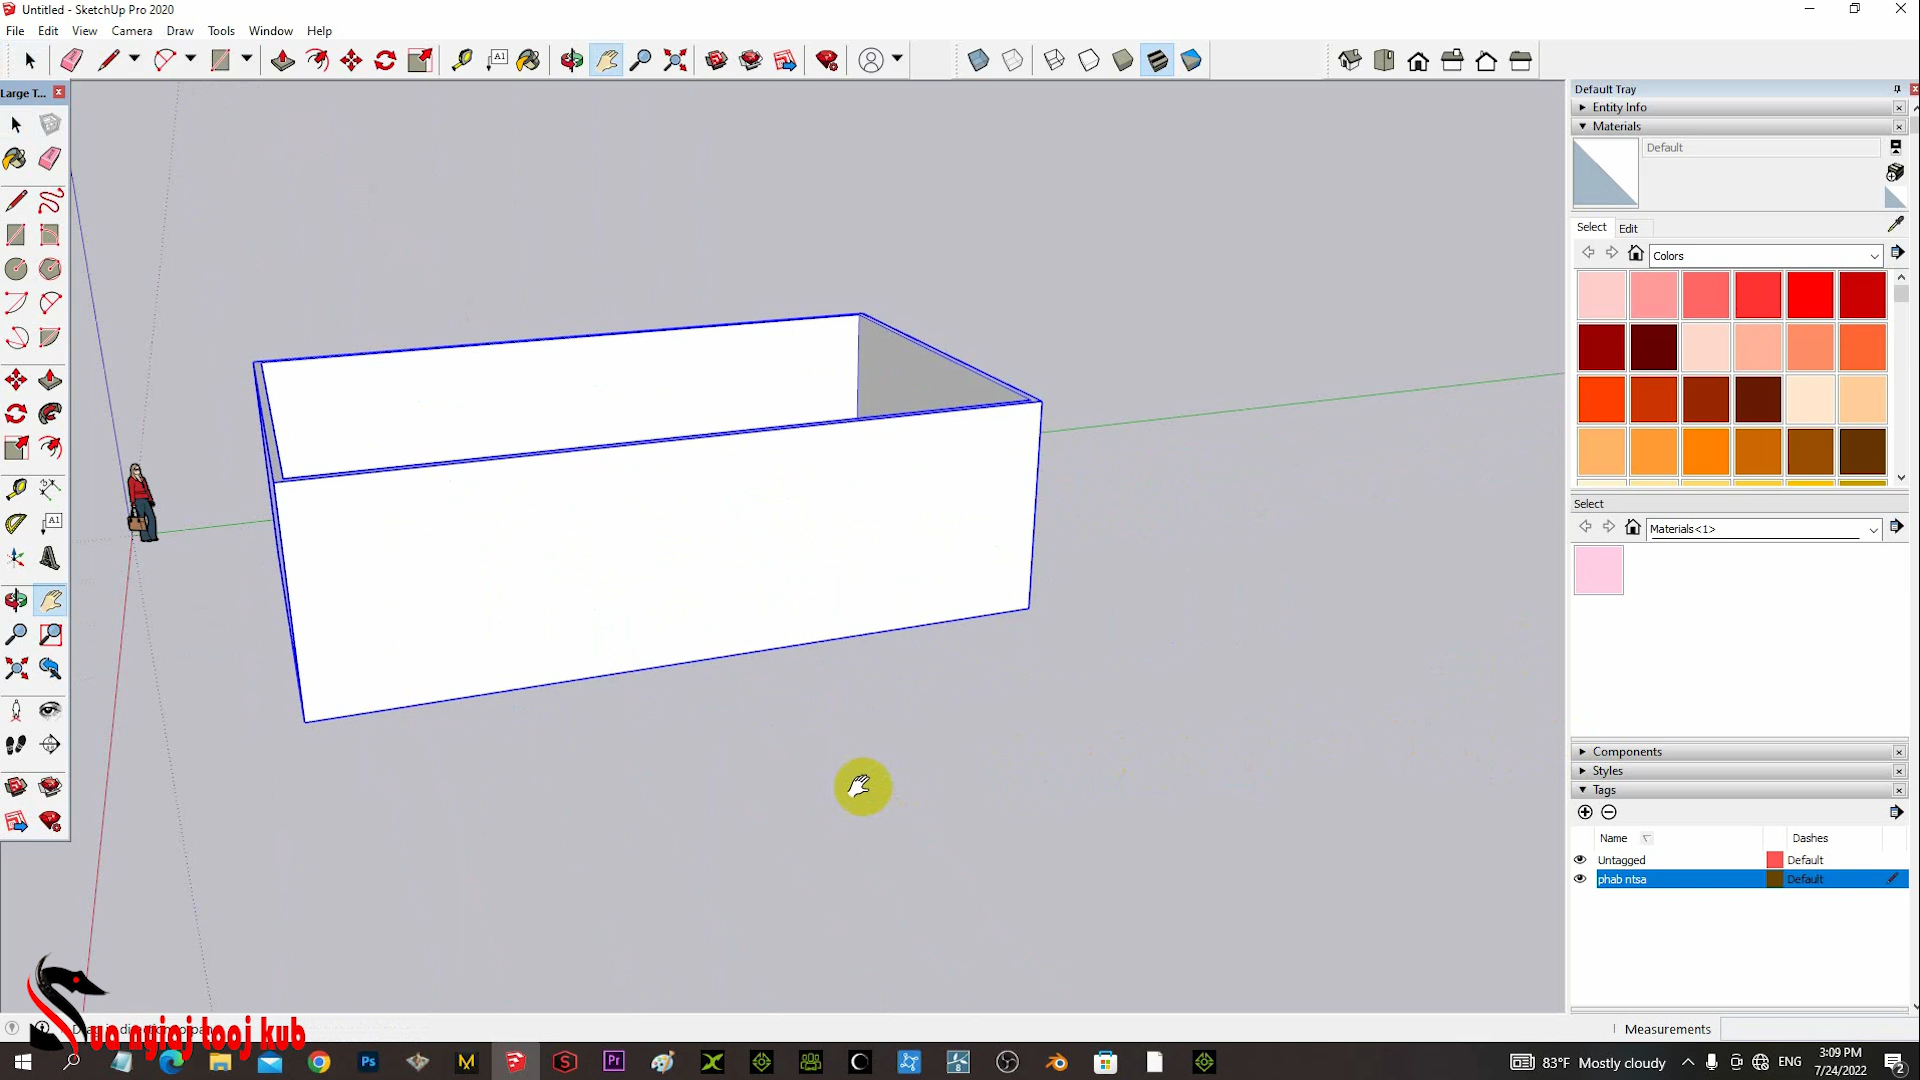 Untitled - SketchUp Pro 2020
File Edit View Camera Draw Tools Window Help
Large T...
Default Tray
Entity Info
Materials
Default
Select Edit
Colors
Select
Materials<1>
Components
Styles
Tags
Name Dashes
Untagged Default
phab ntsa Default
Measurements
ua nyiaj tooj kub
83°F Mostly cloudy
ENG
3:09 PM
7/24/2022